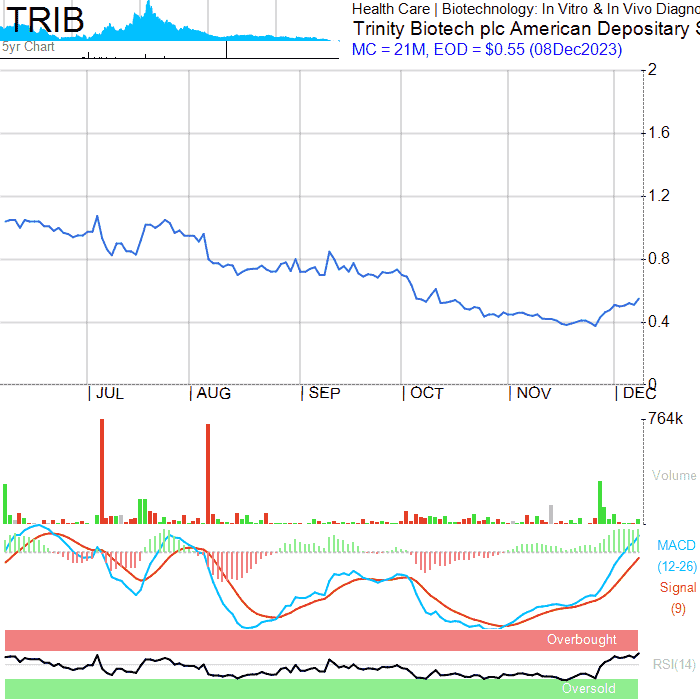 TRIB
5yr Chart
Health Care | Biotechnology: In Vitro & In Vivo Diagno
Trinity Biotech plc American Depositary S
MC = 21M, EOD = $0.55 (08Dec2023)
2
1.6
1.2
0.8
0.4
0
JUL AUG SEP OCT NOV DEC
764k
Volume
MACD
(12-26)
Signal
(9)
Overbought
RSI(14)
Oversold